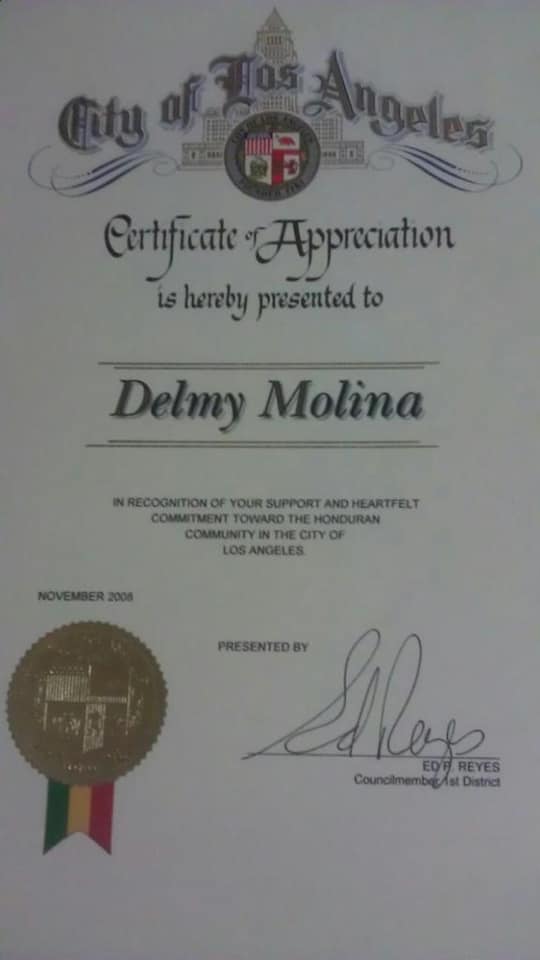 City of Los Angeles
Certificate of Appreciation
is hereby presented to
Delmy Molina
IN RECOGNITION OF YOUR SUPPORT AND HEARTFELT
COMMITMENT TOWARD THE HONDURAN
COMMUNITY IN THE CITY OF
LOS ANGELES.
NOVEMBER 2008
PRESENTED BY
Ed Reyes
ED P. REYES
Councilmember, 1st District